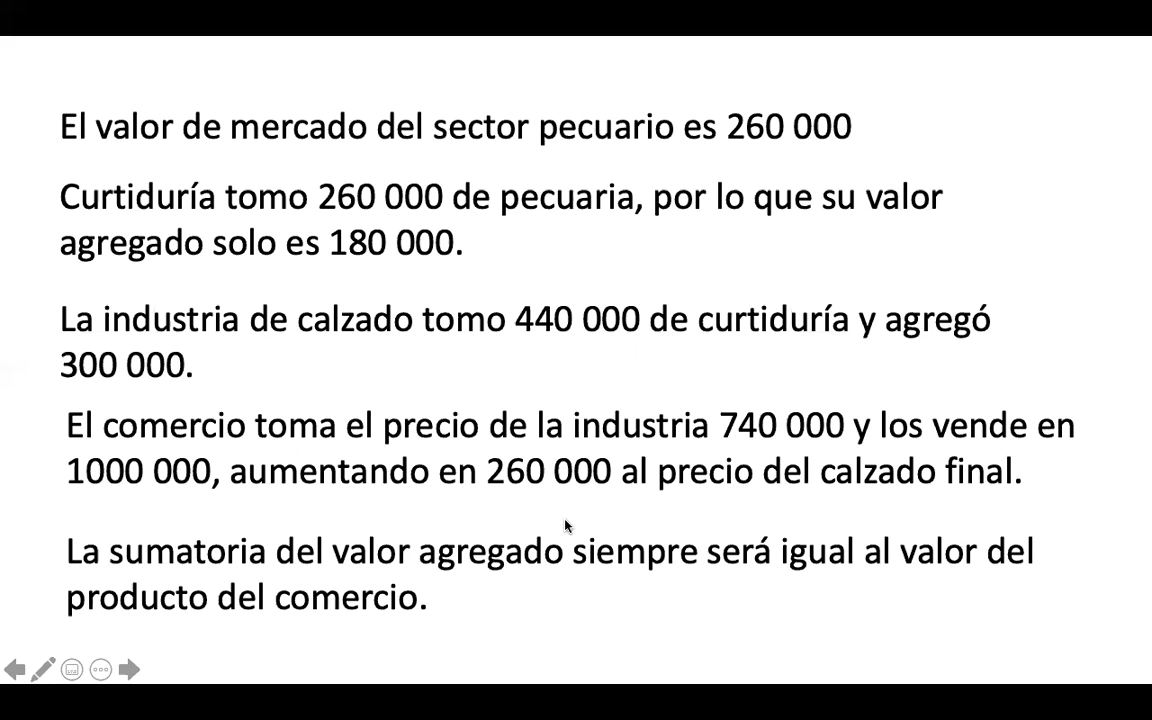 El valor de mercado del sector pecuario es 260 000
Curtiduría tomo 260 000 de pecuaria, por lo que su valor
agregado solo es 180 000.
La industria de calzado tomo 440 000 de curtiduría y agregó
300 000.
El comercio toma el precio de la industria 740 000 y los vende en
1000 000, aumentando en 260 000 al precio del calzado final.
La sumatoria del valor agregado siempre será igual al valor del
producto del comercio.